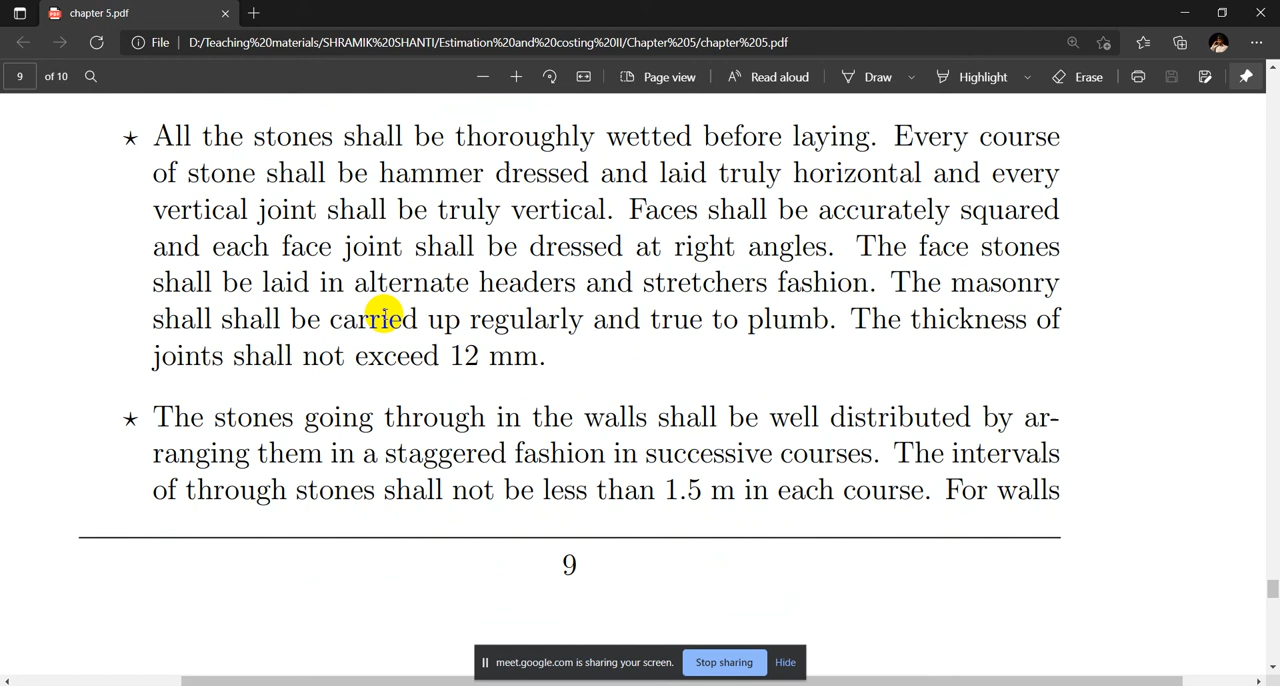 chapter 5.pdf
File
D:/Teaching%20materials/SHRAMIK%20SHANTI/Estimation%20and%20costing%20II/Chapter%205/chapter%205.pdf
9 of 10 Page view Read aloud Draw Highlight Erase
⋆ All the stones shall be thoroughly wetted before laying. Every course
of stone shall be hammer dressed and laid truly horizontal and every
vertical joint shall be truly vertical. Faces shall be accurately squared
and each face joint shall be dressed at right angles. The face stones
shall be laid in alternate headers and stretchers fashion. The masonry
shall shall be carried up regularly and true to plumb. The thickness of
joints shall not exceed 12 mm.
⋆ The stones going through in the walls shall be well distributed by ar-
ranging them in a staggered fashion in successive courses. The intervals
of through stones shall not be less than 1.5 m in each course. For walls
9
meet.google.com is sharing your screen. Stop sharing Hide